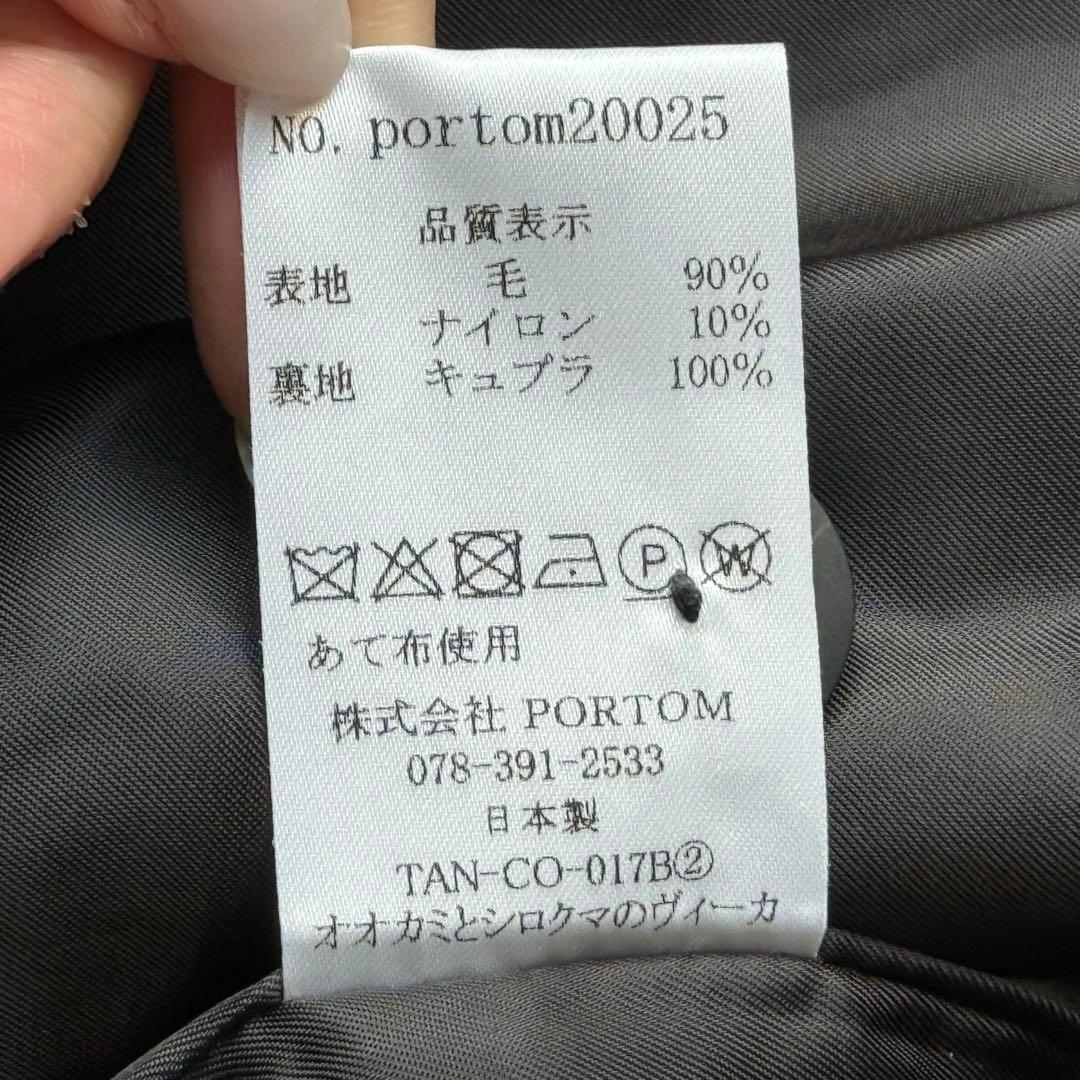 NO. portom20025
品質表示
表地 毛 90%
ナイロン 10%
裏地 キュプラ 100%
P W
あて布使用
株式会社 PORTOM
078-391-2533
日本製
TAN-CO-017B②
オオカミとシロクマのヴィーカ